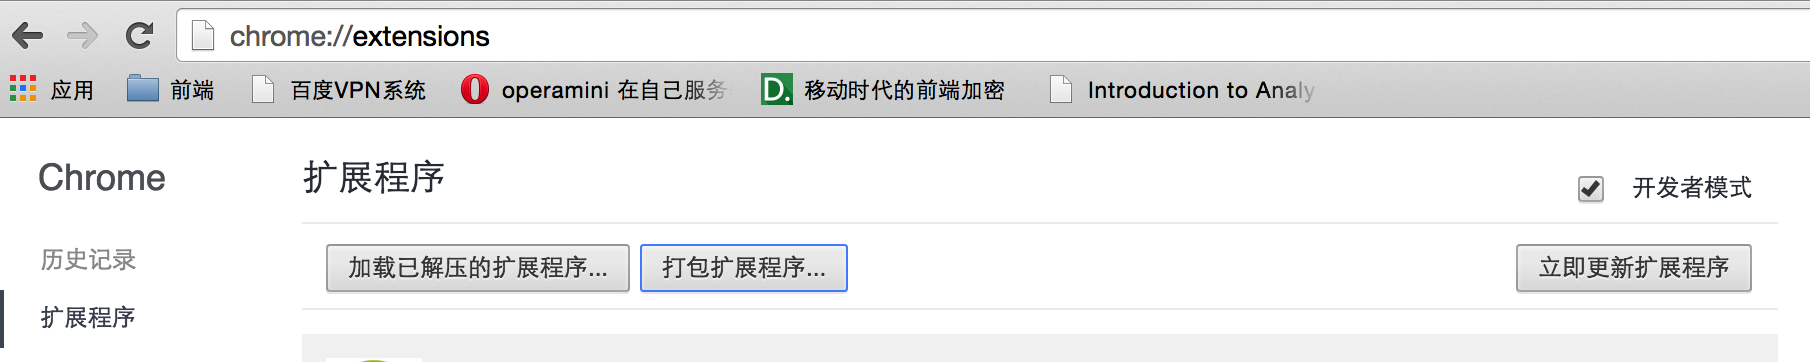 chrome://extensions
应用 前端 百度VPN系统 operamini 在自己服务 移动时代的前端加密 Introduction to Analy
Chrome
扩展程序
开发者模式
历史记录
加载已解压的扩展程序... 打包扩展程序... 立即更新扩展程序
扩展程序